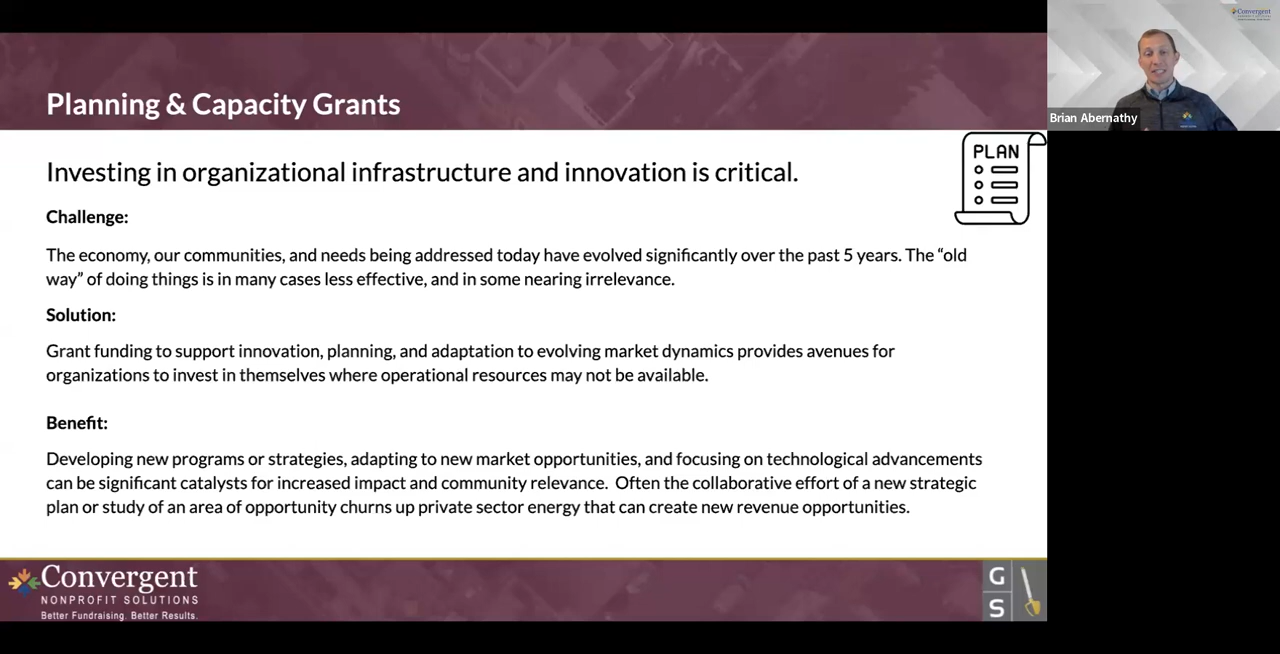 Planning & Capacity Grants
Convergent
Brian Abernathy
PLAN
Investing in organizational infrastructure and innovation is critical.
Challenge:
The economy, our communities, and needs being addressed today have evolved significantly over the past 5 years. The “old
way” of doing things is in many cases less effective, and in some nearing irrelevance.
Solution:
Grant funding to support innovation, planning, and adaptation to evolving market dynamics provides avenues for
organizations to invest in themselves where operational resources may not be available.
Benefit:
Developing new programs or strategies, adapting to new market opportunities, and focusing on technological advancements
can be significant catalysts for increased impact and community relevance.  Often the collaborative effort of a new strategic
plan or study of an area of opportunity churns up private sector energy that can create new revenue opportunities.
Convergent
NONPROFIT SOLUTIONS
Better Fundraising. Better Results.
G
S